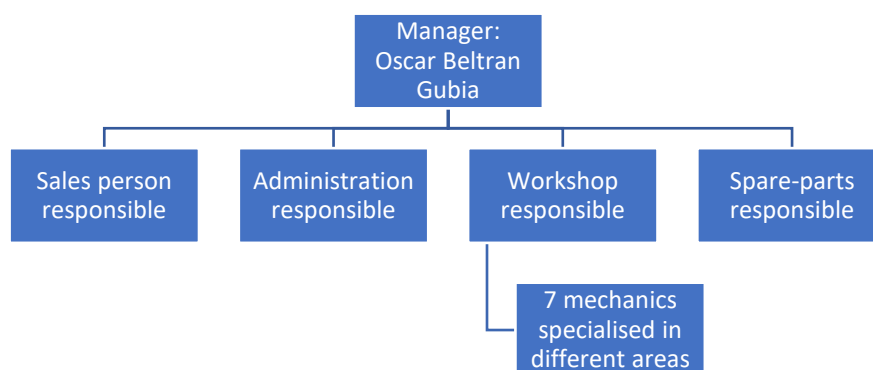 Manager:
Oscar Beltran
Gubia
Sales person
responsible
Administration
responsible
Workshop
responsible
Spare-parts
responsible
7 mechanics
specialised in
different areas